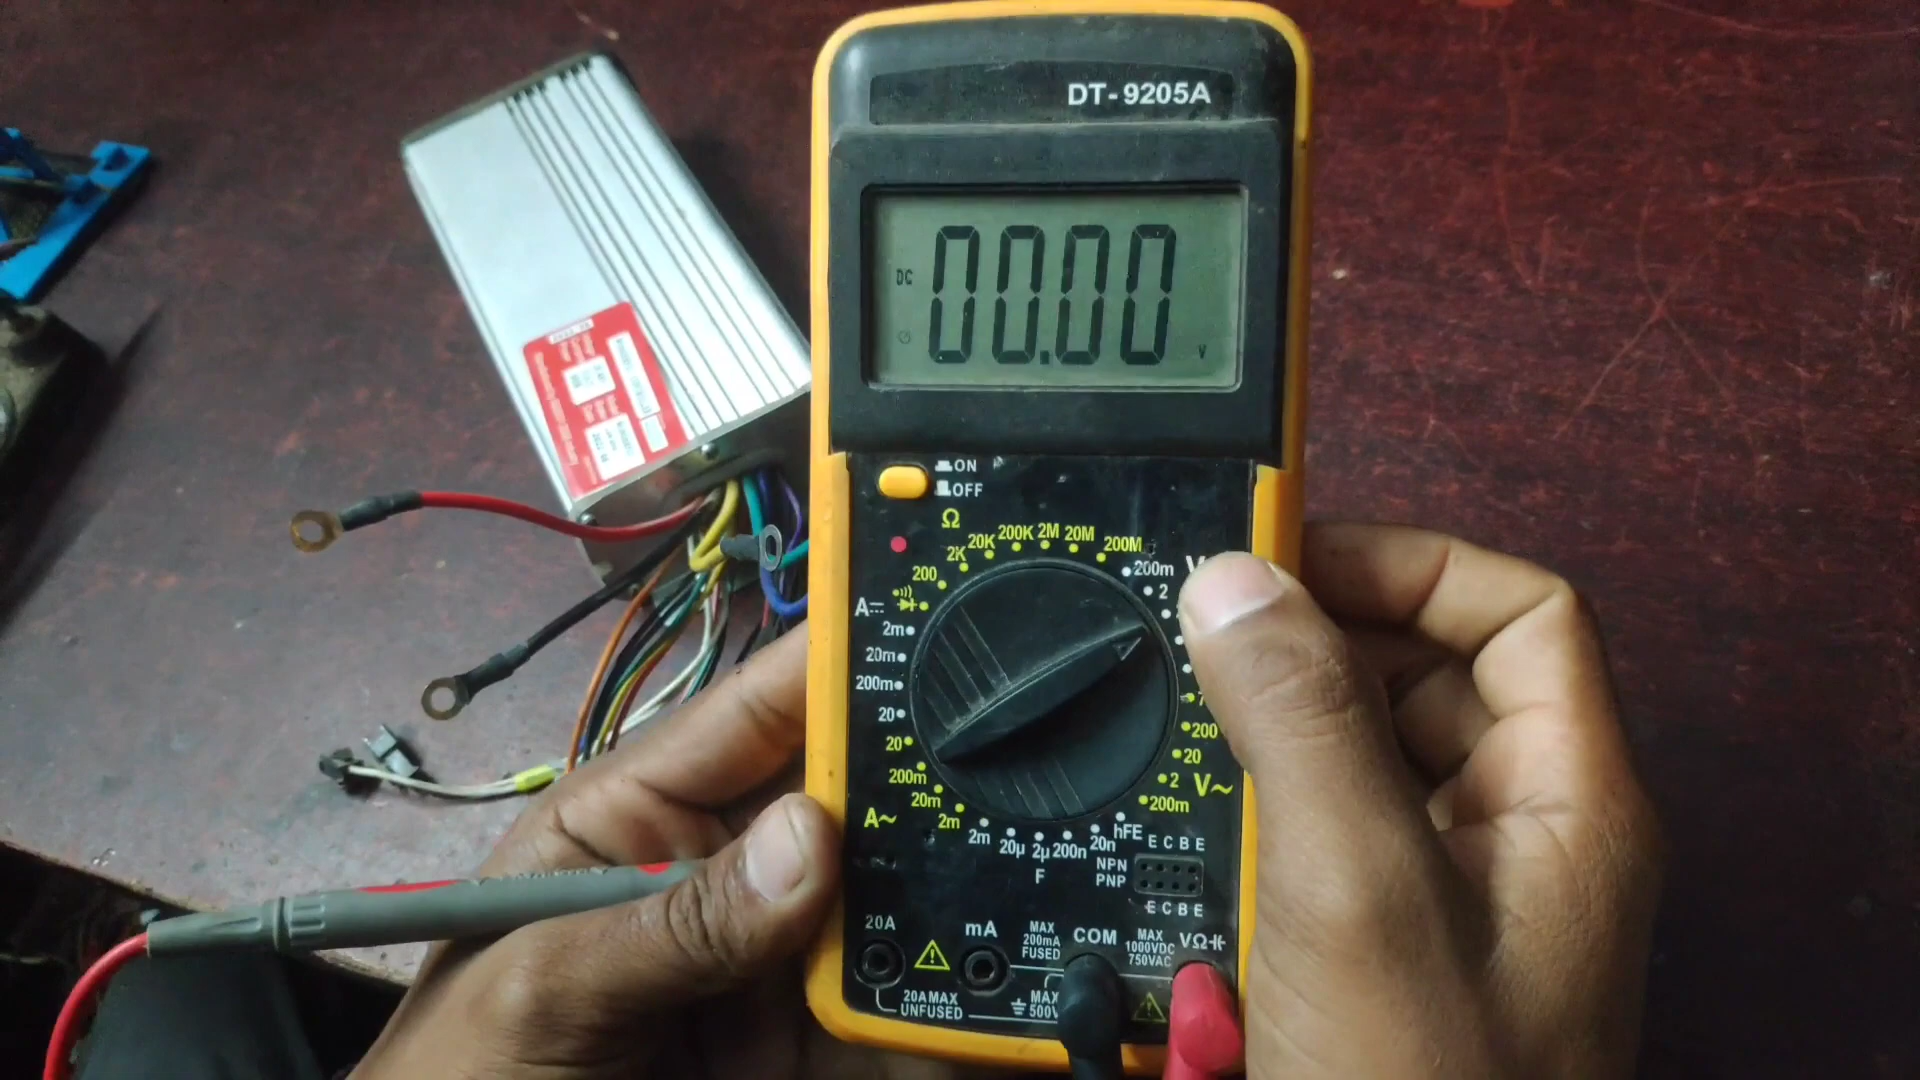 DT-9205A
DC
00.00
V
ON
OFF
Ω
200 2K 20K 200K 2M 20M 200M
A
2m
20m
200m
20
20
200m
20m
2m
A~
200m
2
200
20
2
200m
V~
2m 20µ 2µ 200n 20n hFE
F
E C B E
NPN
PNP
E C B E
20A
mA
MAX
200mA
FUSED
COM
MAX
1000VDC
750VAC
VΩ
20A MAX
UNFUSED
MAX
500V